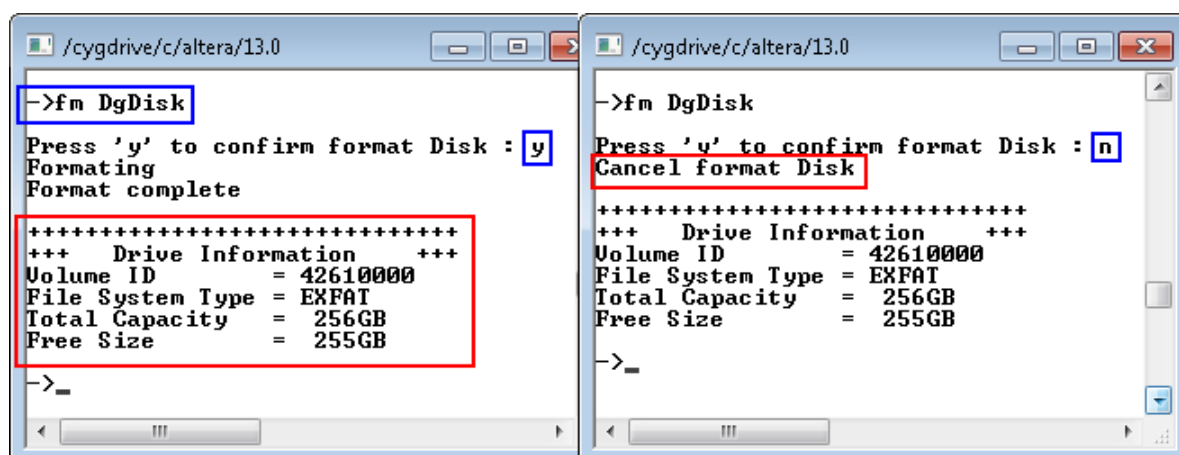 /cygdrive/c/altera/13.0
->fm DgDisk
Press 'y' to confirm format Disk : y
Formating
Format complete
++++++++++++++++++++++++++++++
+++ Drive Information +++
Volume ID = 42610000
File System Type = EXFAT
Total Capacity = 256GB
Free Size = 255GB
->_
/cygdrive/c/altera/13.0
->fm DgDisk
Press 'y' to confirm format Disk : n
Cancel format Disk
++++++++++++++++++++++++++++++
+++ Drive Information +++
Volume ID = 42610000
File System Type = EXFAT
Total Capacity = 256GB
Free Size = 255GB
->_